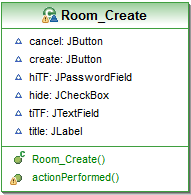 Room_Create
cancel: JButton
create: JButton
hiTF: JPasswordField
hide: JCheckBox
tiTF: JTextField
title: JLabel
Room_Create()
actionPerformed()